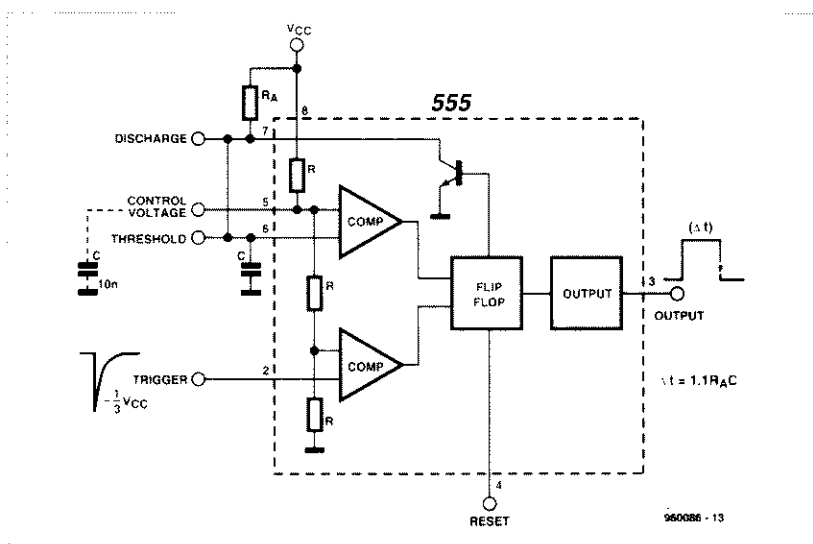 VCC
RA
8
555
DISCHARGE
7
R
CONTROL
VOLTAGE
5
COMP
THRESHOLD
6
C
10n
C
(Δ t)
R
FLIP
FLOP
OUTPUT
3
OUTPUT
COMP
TRIGGER
2
-1/3 VCC
R
Δt = 1.1RAC
4
RESET
960086 - 13